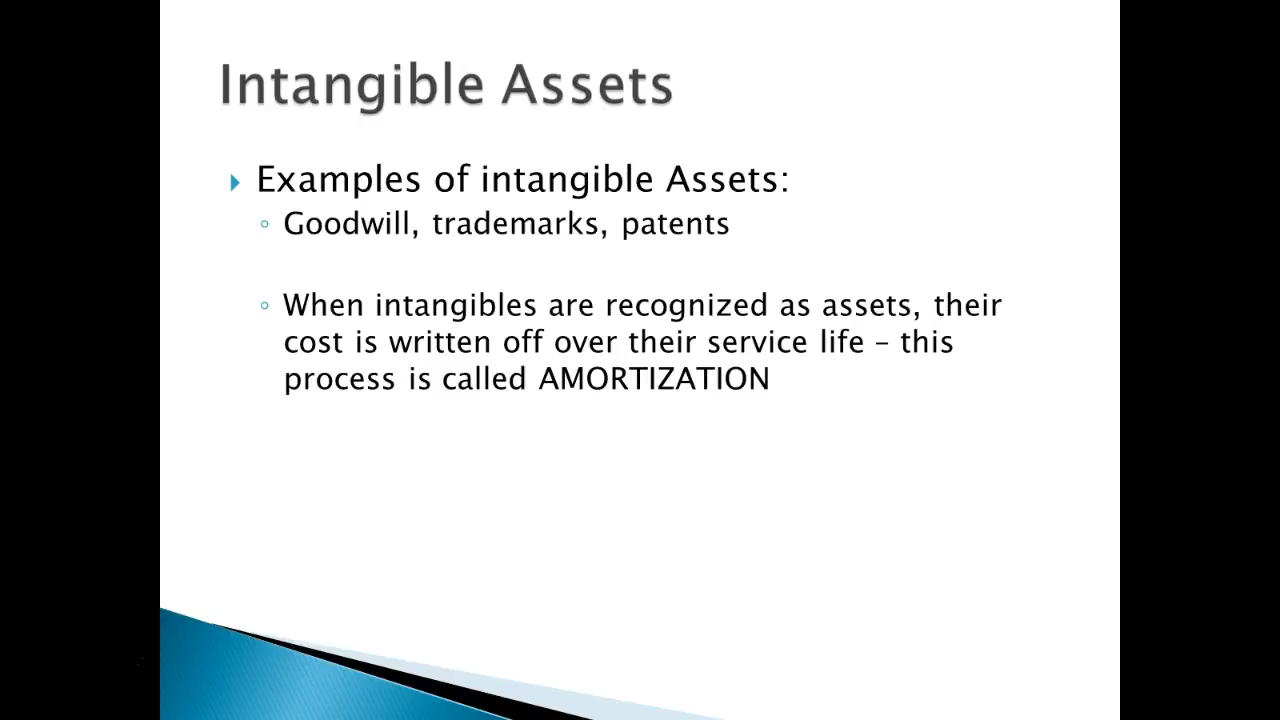 Intangible Assets
Examples of intangible Assets:
Goodwill, trademarks, patents
When intangibles are recognized as assets, their
cost is written off over their service life – this
process is called AMORTIZATION